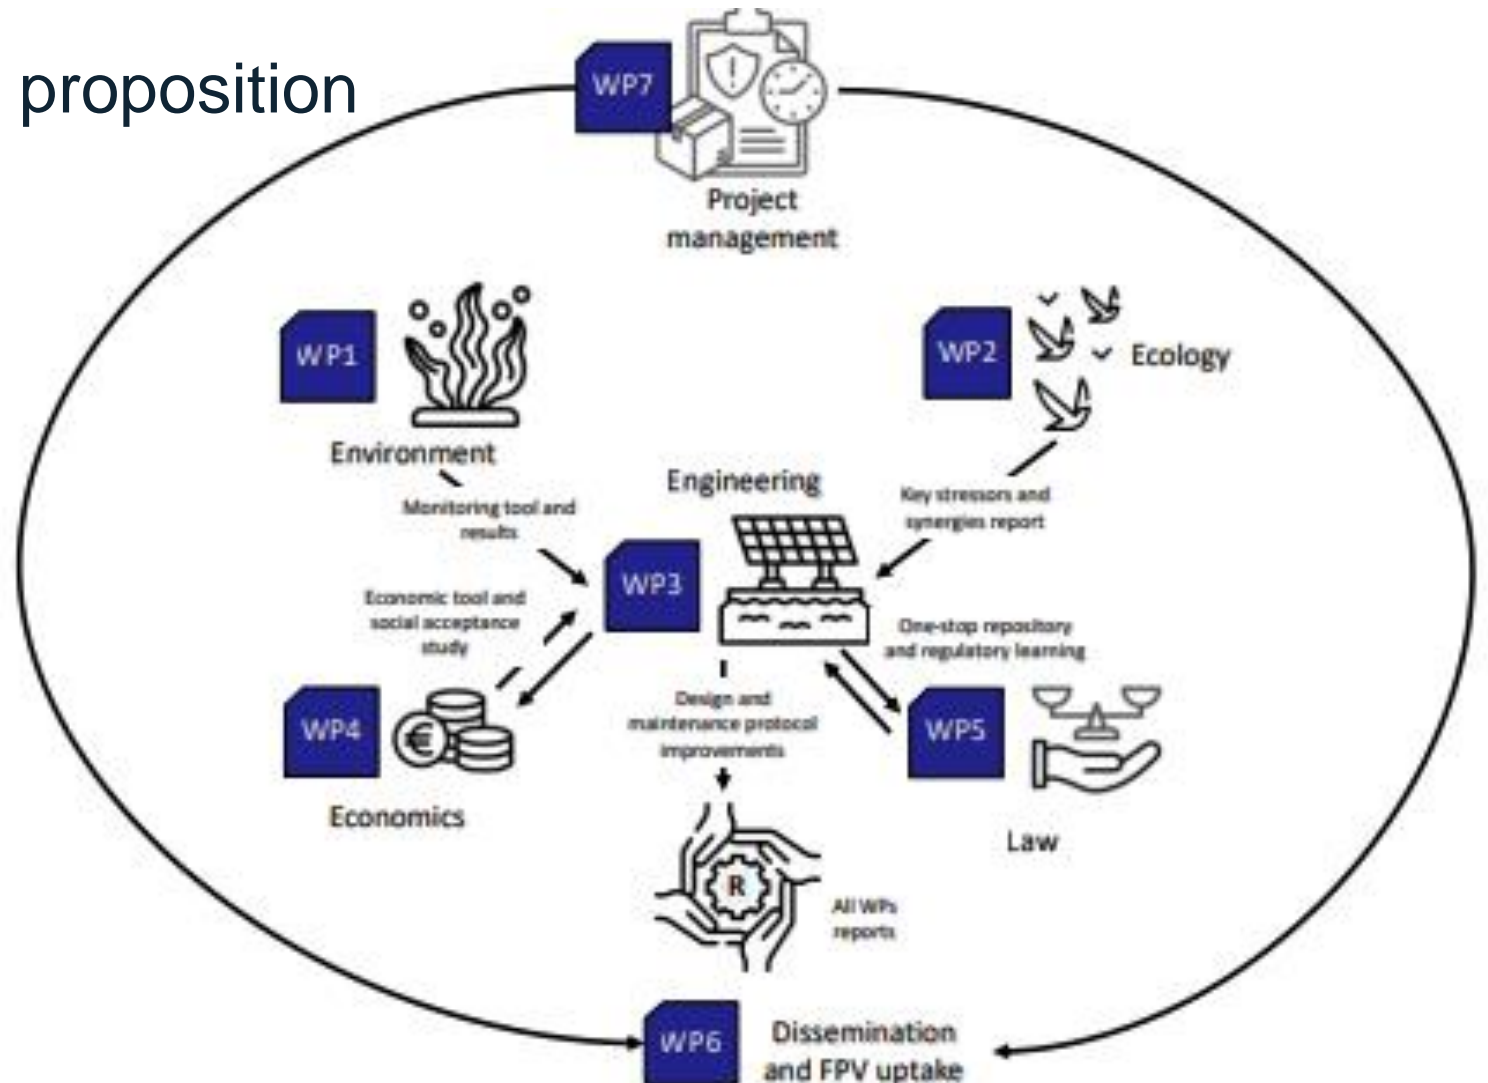 proposition
WP7
Project
management
WP1
Environment
WP2
Ecology
Monitoring tool and
results
Engineering
Key stressors and
synergies report
WP3
Economic tool and
social acceptance
study
One-stop repository
and regulatory learning
WP4
Economics
Design and
maintenance protocol
improvements
WP5
Law
R
All WPs
reports
WP6
Dissemination
and FPV uptake